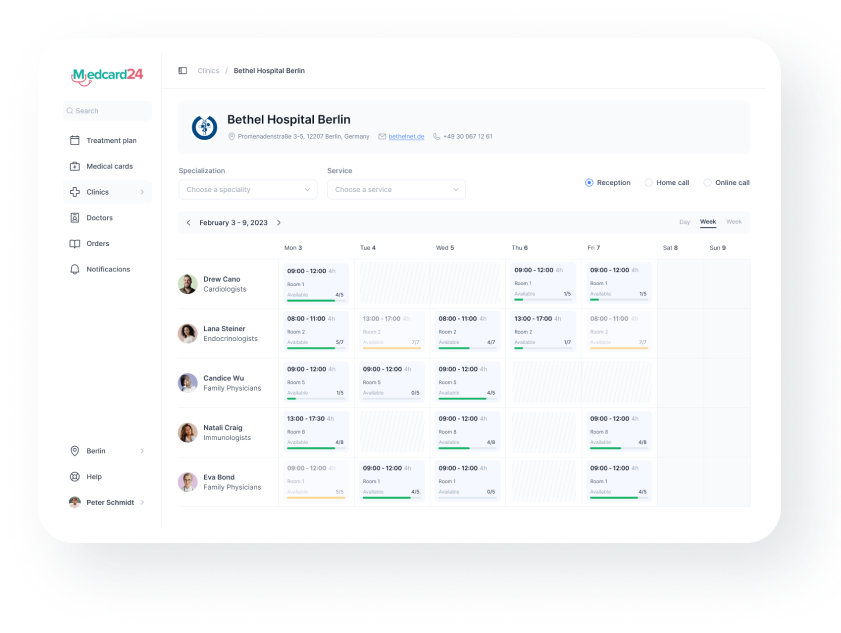 Medcard24
Clinics / Bethel Hospital Berlin
Search
Treatment plan
Medical cards
Clinics
Doctors
Orders
Notificacions
Berlin
Help
Peter Schmidt
Bethel Hospital Berlin
Promenadenstraße 3-5, 12207 Berlin, Germany bethelnet.de +49 30 067 12 61
Specialization Service
Choose a speciality Choose a service Reception Home call Online call
February 3 - 9, 2023 Day Week Week
Mon 3 Tue 4 Wed 5 Thu 6 Fri 7 Sat 8 Sun 9
Drew Cano
Cardiologists
09:00 - 12:00 4h 09:00 - 12:00 4h 09:00 - 12:00 4h
Room 1 Room 1 Room 1
Available 4/5 Available 1/5 Available 1/5
Lana Steiner
Endocrinologists
08:00 - 11:00 4h 13:00 - 17:00 4h 08:00 - 11:00 4h 13:00 - 17:00 4h 08:00 - 11:00 4h
Room 2 Room 2 Room 2 Room 2 Room 2
Available 5/7 Available 7/7 Available 4/7 Available 1/7 Available 7/7
Candice Wu
Family Physicians
09:00 - 12:00 4h 09:00 - 12:00 4h 09:00 - 12:00 4h
Room 5 Room 5 Room 5
Available 1/5 Available 0/5 Available 4/5
Natali Craig
Immunologists
13:00 - 17:30 4h 09:00 - 12:00 4h 09:00 - 12:00 4h
Room 8 Room 8 Room 8
Available 4/8 Available 4/8 Available 4/8
Eva Bond
Family Physicians
09:00 - 12:00 4h 09:00 - 12:00 4h 09:00 - 12:00 4h 09:00 - 12:00 4h
Room 1 Room 1 Room 1 Room 1
Available 5/5 Available 4/5 Available 0/5 Available 4/5